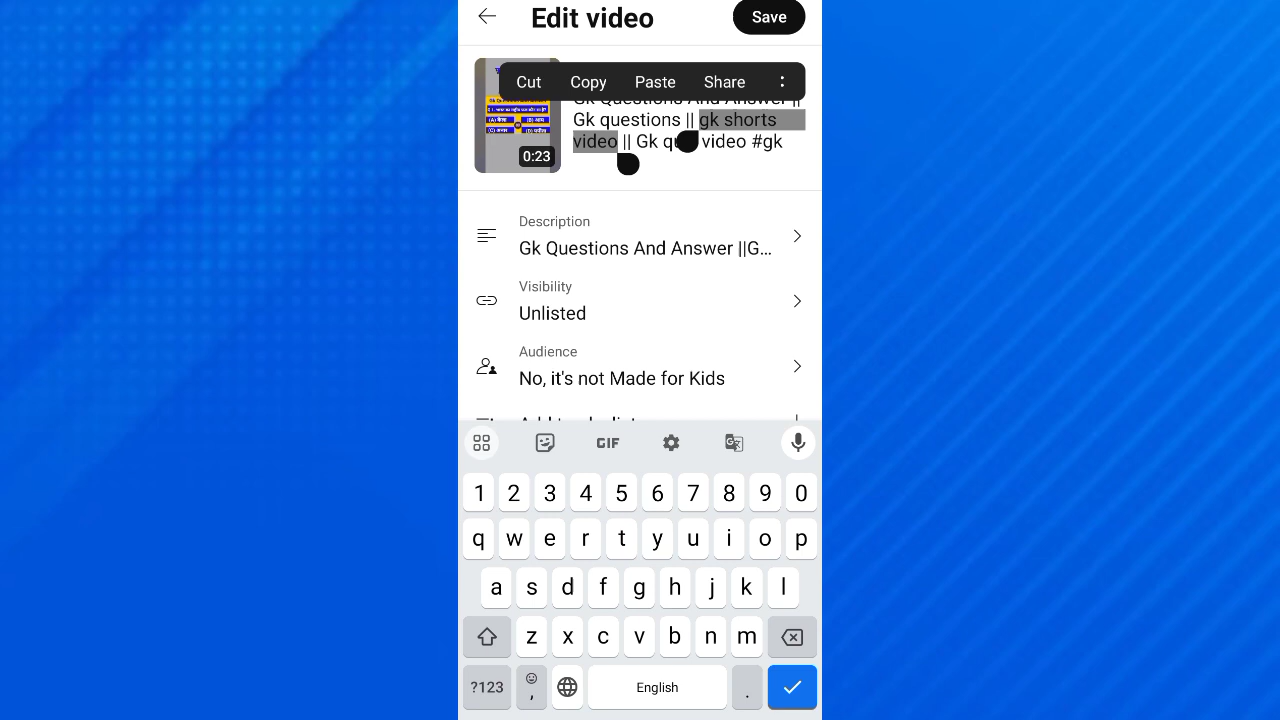 Edit video
Save
Cut Copy Paste Share
Gk Questions And Answer ||
Gk questions || gk shorts
video || Gk video #gk
0:23
Description
Gk Questions And Answer ||G...
Visibility
Unlisted
Audience
No, it's not Made for Kids
GIF
1 2 3 4 5 6 7 8 9 0
q w e r t y u i o p
a s d f g h j k l
z x c v b n m
?123 , English .